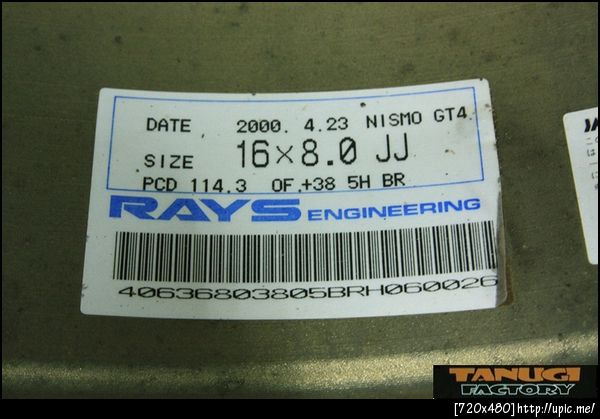 DATE 2000. 4.23 NISMO GT4
SIZE 16×8.0 JJ
PCD 114.3 OF.+38 5H BR
RAYS ENGINEERING
40636803805BRH060026
TANUGI
FACTORY
[720x480]http://upic.me/